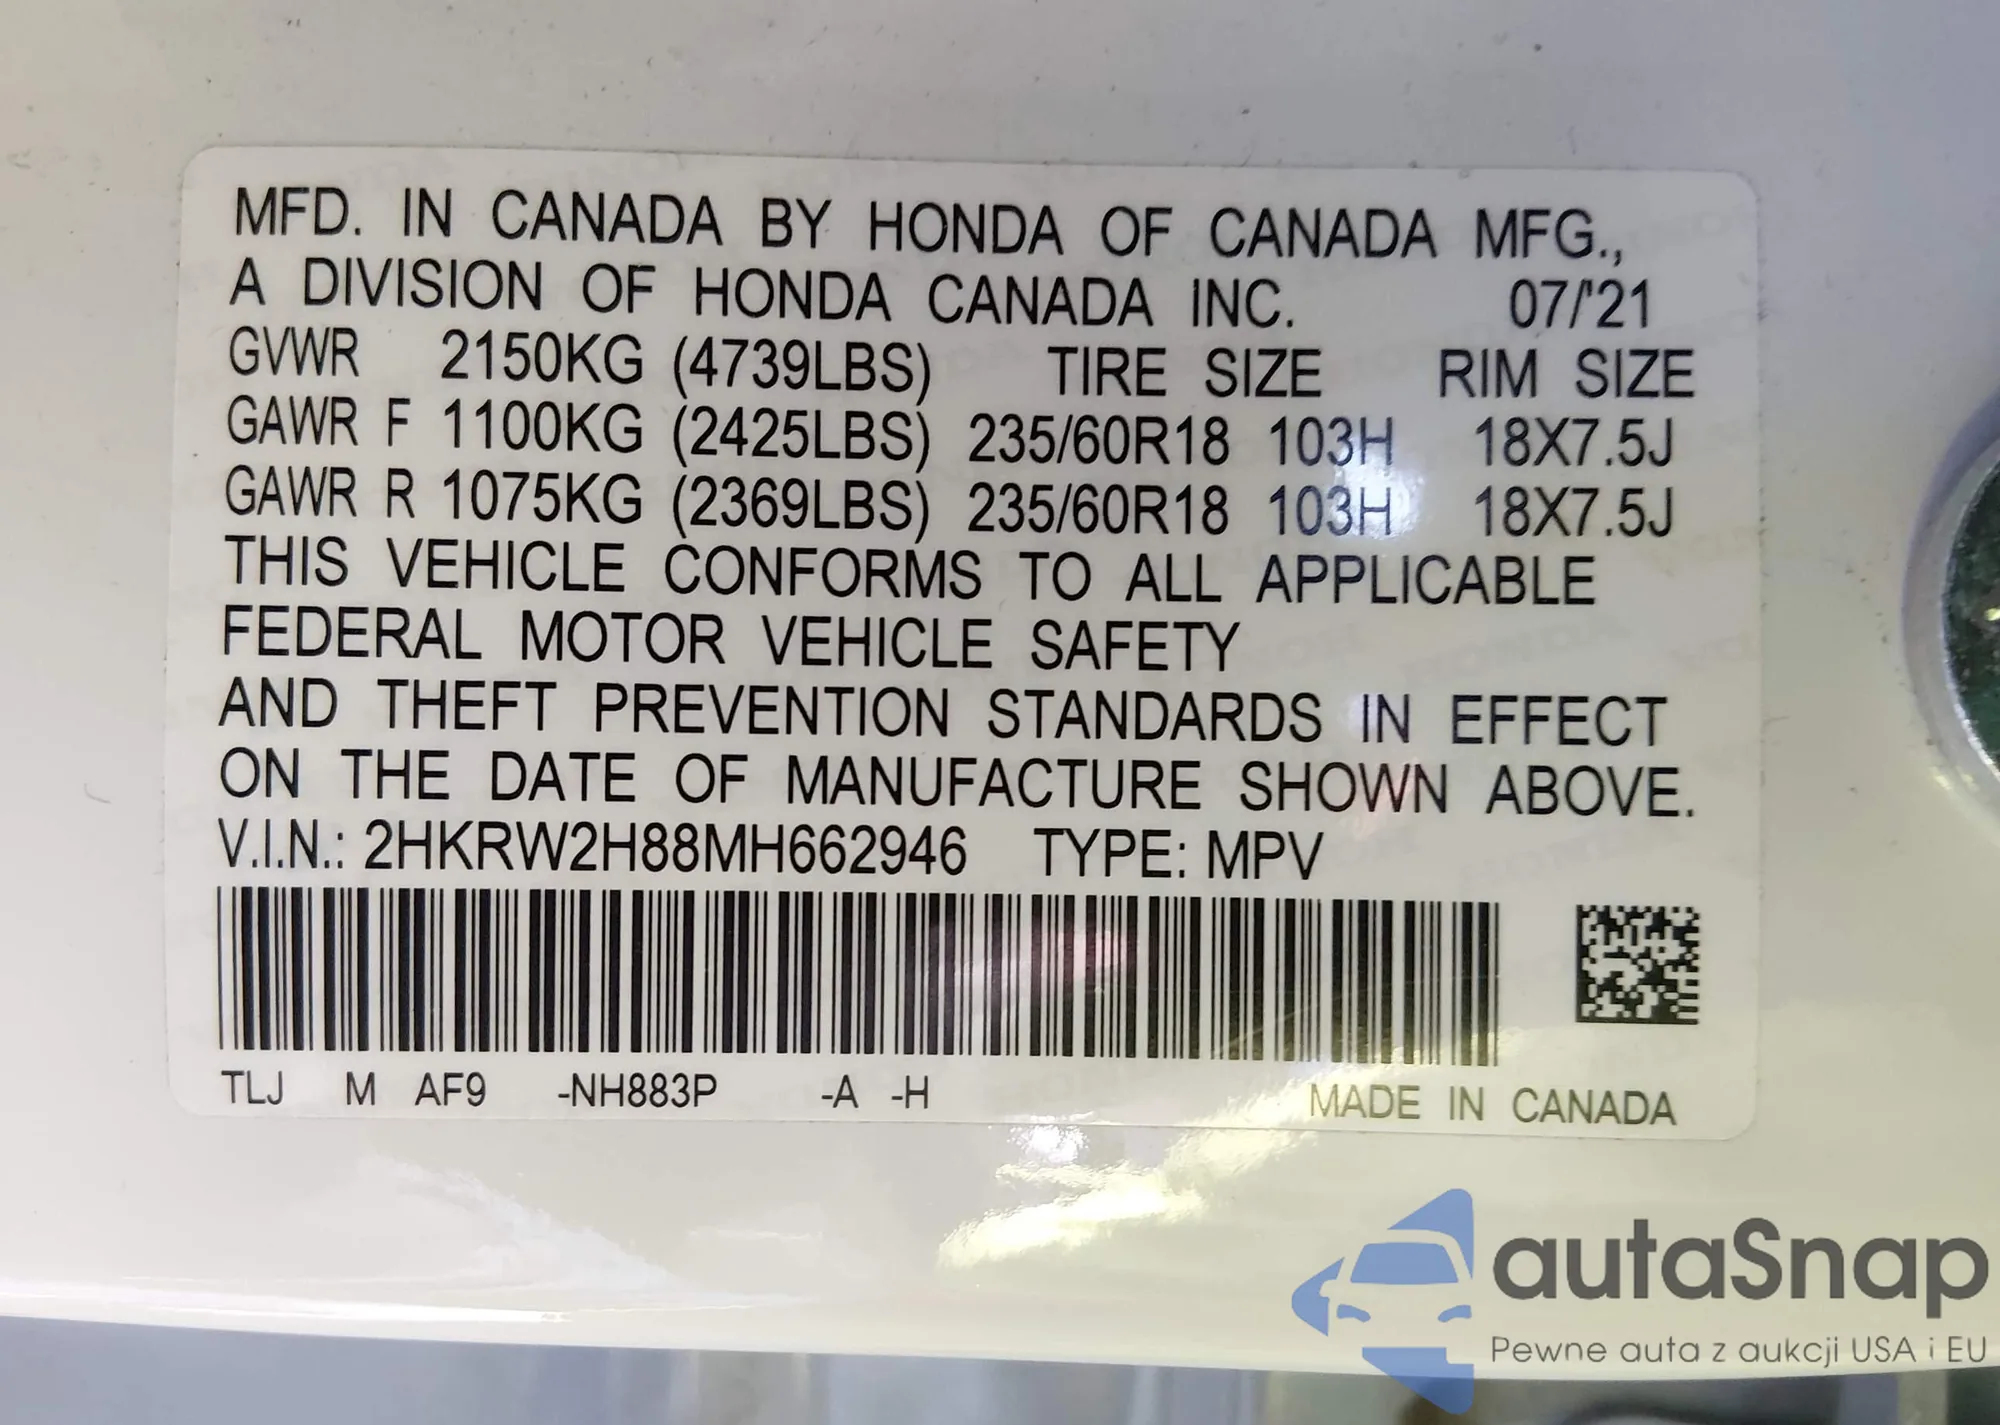 MFD. IN CANADA BY HONDA OF CANADA MFG.,
A DIVISION OF HONDA CANADA INC. 07/'21
GVWR 2150KG (4739LBS) TIRE SIZE RIM SIZE
GAWR F 1100KG (2425LBS) 235/60R18 103H 18X7.5J
GAWR R 1075KG (2369LBS) 235/60R18 103H 18X7.5J
THIS VEHICLE CONFORMS TO ALL APPLICABLE
FEDERAL MOTOR VEHICLE SAFETY
AND THEFT PREVENTION STANDARDS IN EFFECT
ON THE DATE OF MANUFACTURE SHOWN ABOVE.
V.I.N.: 2HKRW2H88MH662946 TYPE: MPV
TLJ M AF9 -NH883P -A -H MADE IN CANADA
autaSnap
Pewne auta z aukcji USA i EU